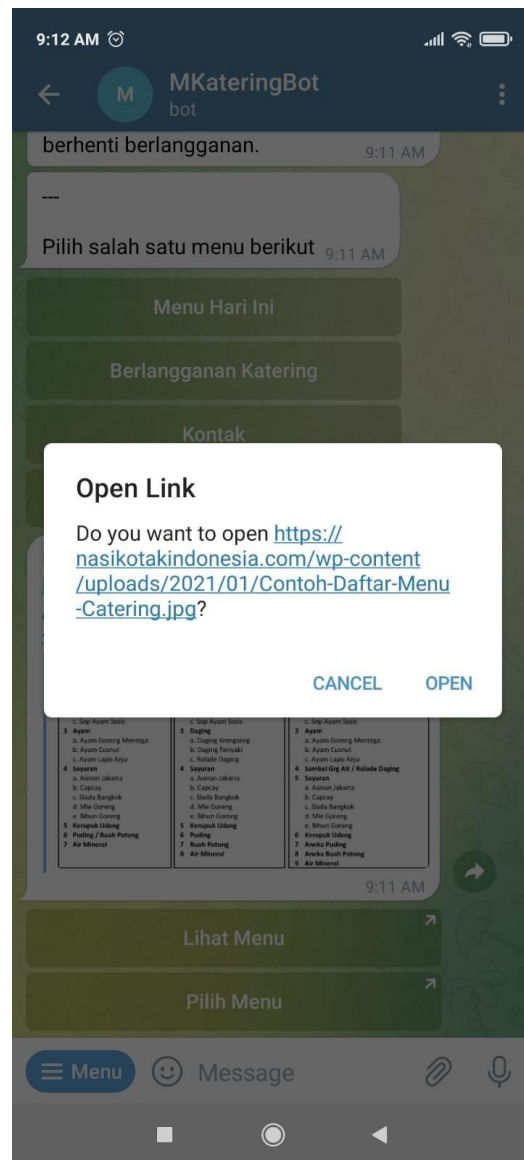 9:12 AM
M
MKateringBot
bot
berhenti berlangganan.
9:11 AM
---
Pilih salah satu menu berikut 9:11 AM
Menu Hari Ini
Berlangganan Katering
Kontak
Open Link
Do you want to open https://
nasikotakindonesia.com/wp-content
/uploads/2021/01/Contoh-Daftar-Menu
-Catering.jpg?
CANCEL OPEN
c. Sop Ayam Sosis
3 Ayam
a. Ayam Goreng Mentega
b. Ayam Cusnut
c. Ayam Lapis Keju
4 Sayuran
a. Asinan Jakarta
b. Capcay
c. Slada Bangkok
d. Mie Goreng
e. Bihun Goreng
5 Kerupuk Udang
6 Puding / Buah Potong
7 Air Mineral
c. Sop Ayam Sosis
3 Daging
a. Daging Krengseng
b. Daging Teriyaki
c. Rolade Daging
4 Sayuran
a. Asinan Jakarta
b. Capcay
c. Slada Bangkok
d. Mie Goreng
e. Bihun Goreng
5 Kerupuk Udang
6 Puding
7 Buah Potong
8 Air Mineral
c. Sop Ayam Sosis
3 Ayam
a. Ayam Goreng Mentega
b. Ayam Cusnut
c. Ayam Lapis Keju
4 Sambal Grg Ati / Rolade Daging
5 Sayuran
a. Asinan Jakarta
b. Capcay
c. Slada Bangkok
d. Mie Goreng
e. Bihun Goreng
6 Kerupuk Udang
7 Aneka Puding
8 Aneka Buah Potong
9 Air Mineral
9:11 AM
Lihat Menu
Pilih Menu
Menu
Message